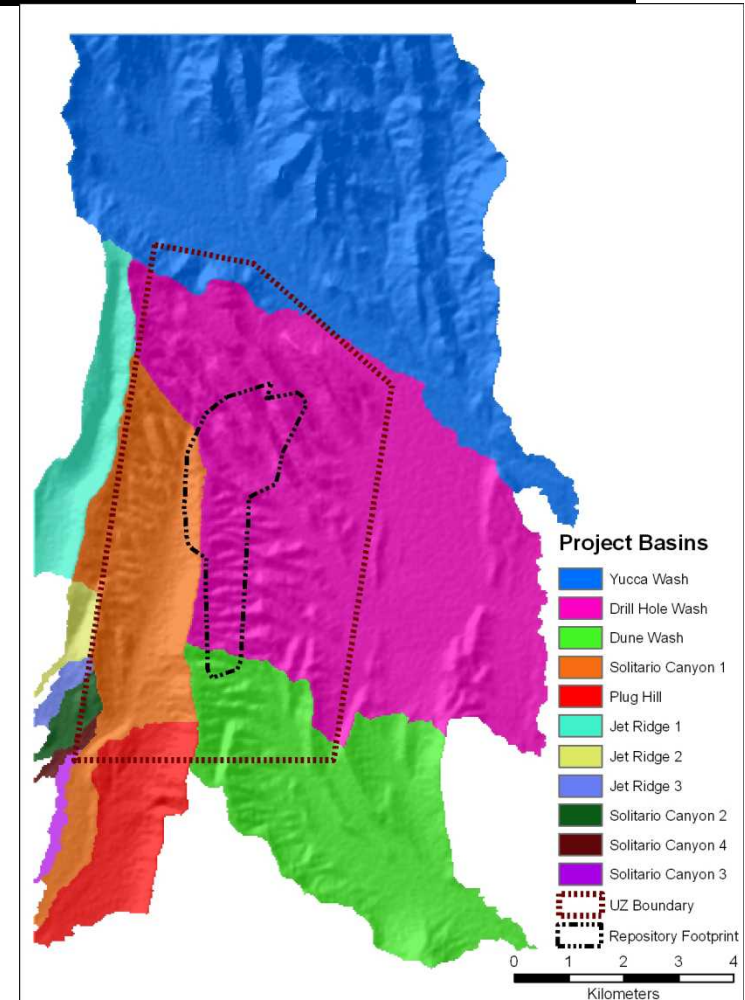 Project Basins
Yucca Wash
Drill Hole Wash
Dune Wash
Solitario Canyon 1
Plug Hill
Jet Ridge 1
Jet Ridge 2
Jet Ridge 3
Solitario Canyon 2
Solitario Canyon 4
Solitario Canyon 3
UZ Boundary
Repository Footprint
0 1 2 3 4
Kilometers